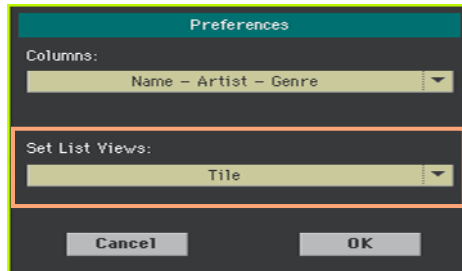 Preferences
Columns:
Name - Artist - Genre
Set List Views:
Tile
Cancel OK